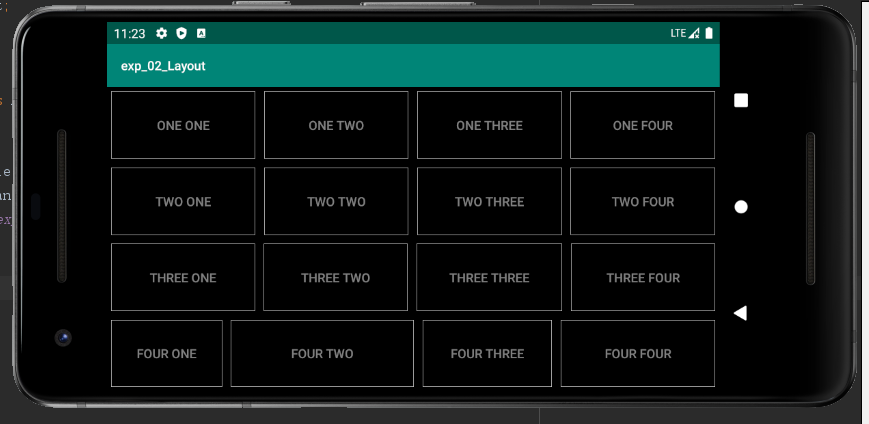 11:23 LTE
exp_02_Layout
ONE ONE ONE TWO ONE THREE ONE FOUR
TWO ONE TWO TWO TWO THREE TWO FOUR
THREE ONE THREE TWO THREE THREE THREE FOUR
FOUR ONE FOUR TWO FOUR THREE FOUR FOUR